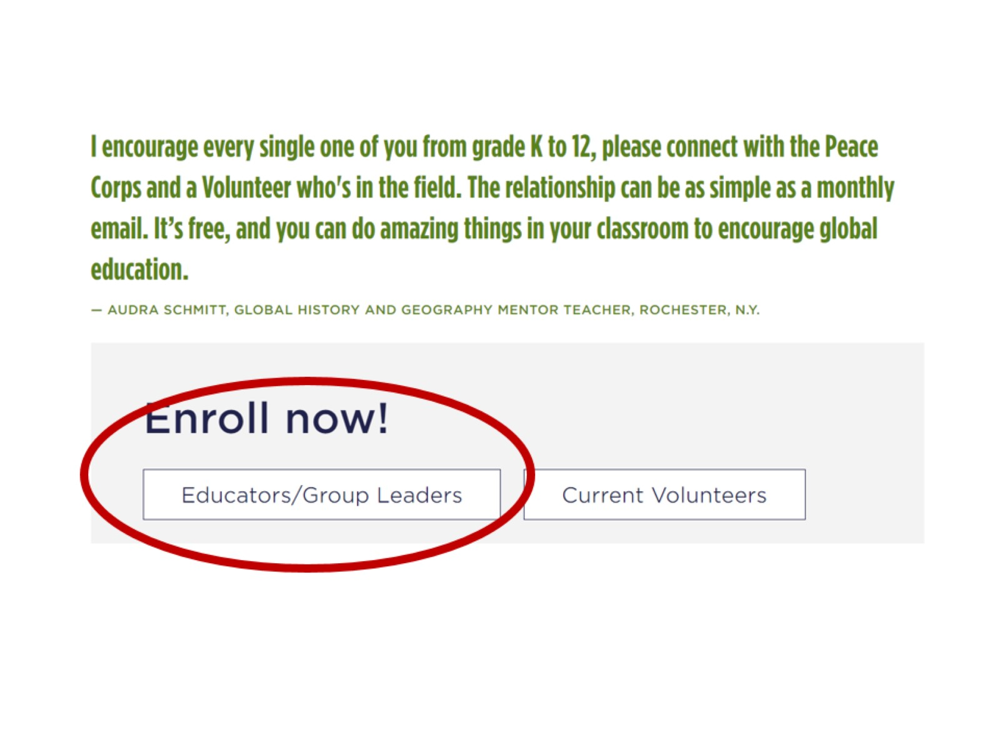 I encourage every single one of you from grade K to 12, please connect with the Peace
Corps and a Volunteer who's in the field. The relationship can be as simple as a monthly
email. It’s free, and you can do amazing things in your classroom to encourage global
education.
— AUDRA SCHMITT, GLOBAL HISTORY AND GEOGRAPHY MENTOR TEACHER, ROCHESTER, N.Y.
Enroll now!
Educators/Group Leaders
Current Volunteers